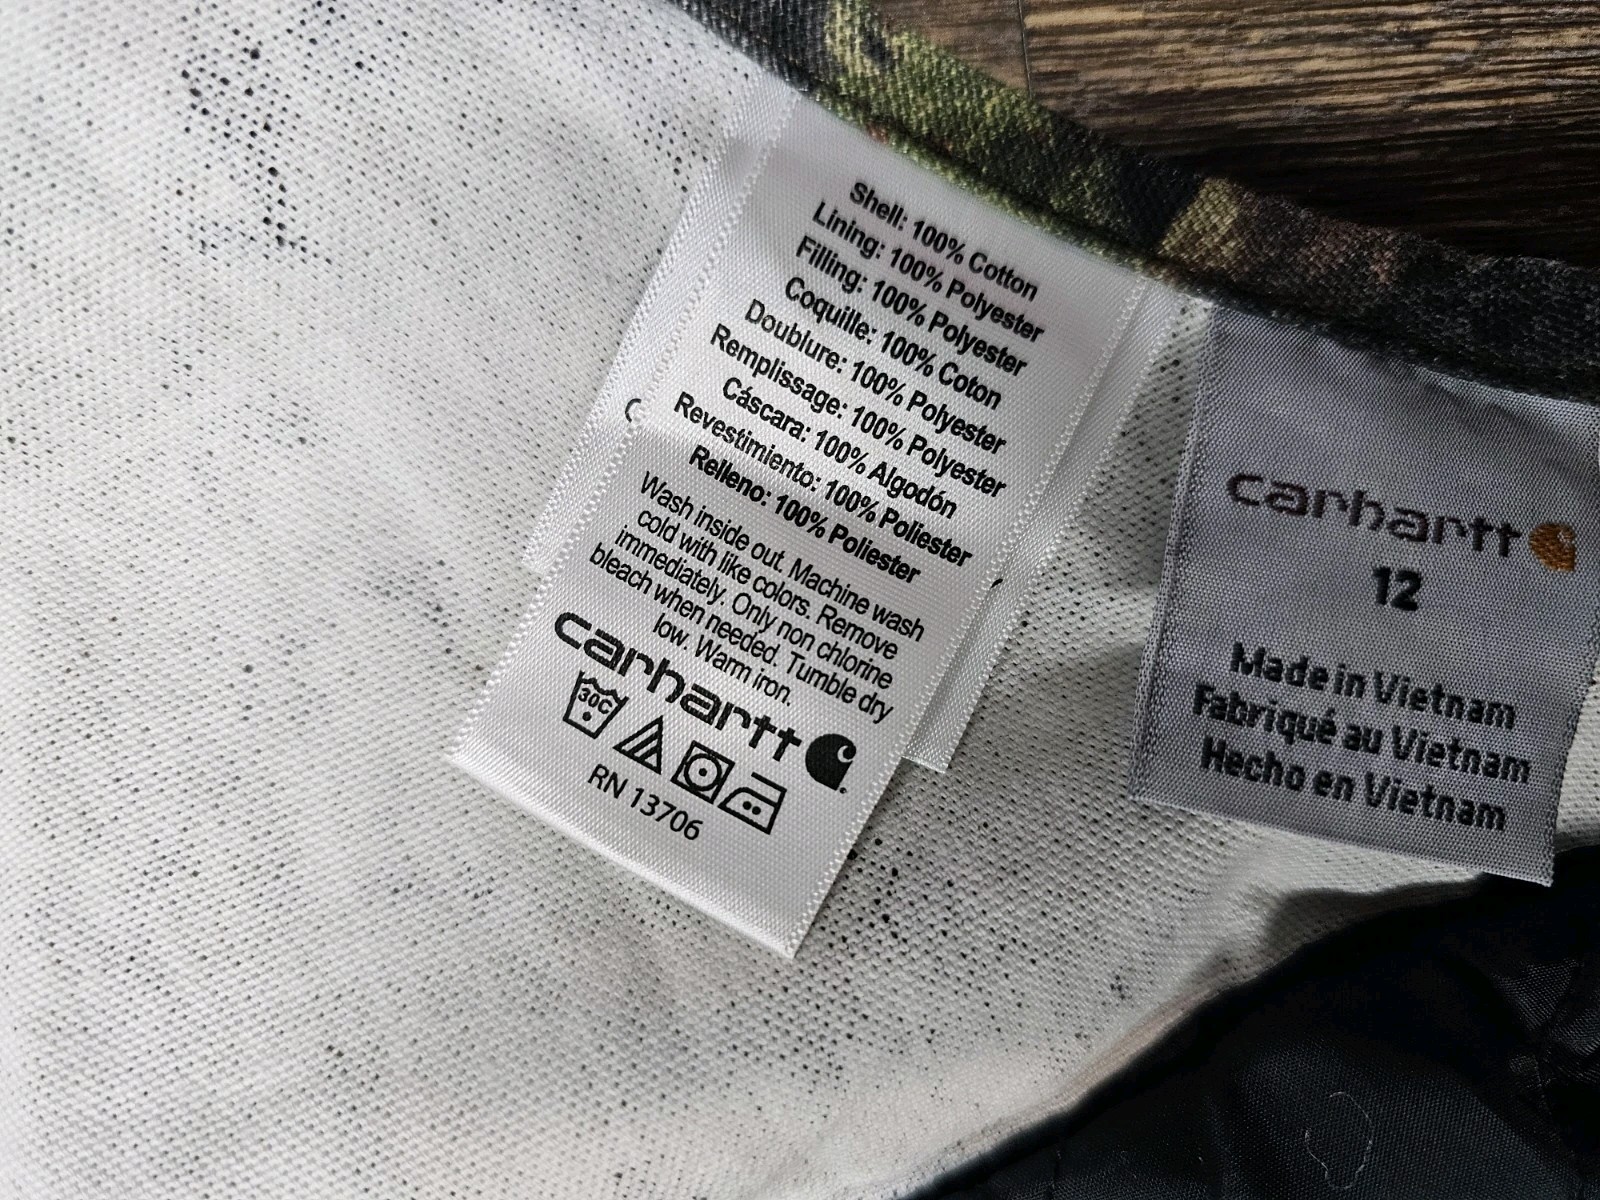 Shell: 100% Cotton
Lining: 100% Polyester
Filling: 100% Polyester
Coquille: 100% Coton
Doublure: 100% Polyester
Remplissage: 100% Polyester
Cáscara: 100% Algodón
Revestimiento: 100% Poliester
Relleno: 100% Poliester
Wash inside out. Machine wash
cold with like colors. Remove
immediately. Only non chlorine
bleach when needed. Tumble dry
low. Warm iron.
carhartt
30C
RN 13706
carhartt
12
Made in Vietnam
Fabriqué au Vietnam
Hecho en Vietnam